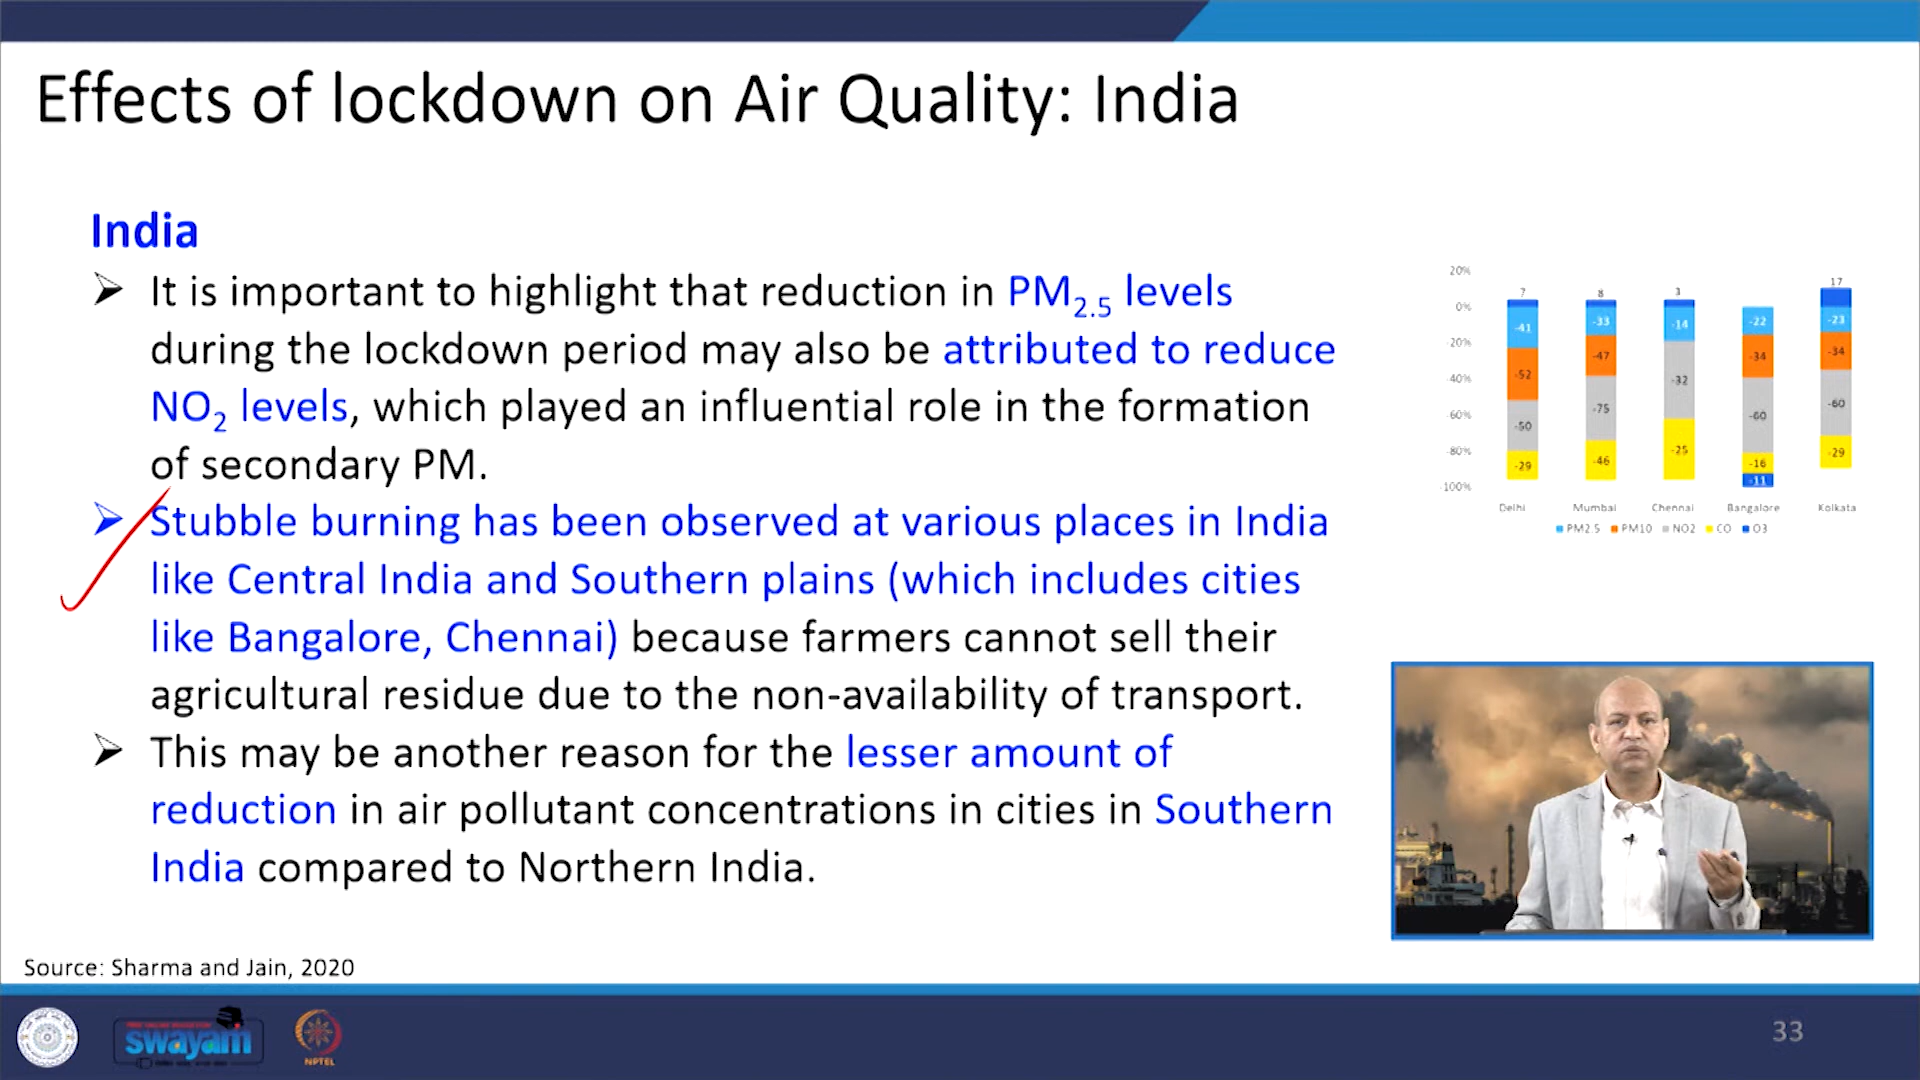 Effects of lockdown on Air Quality: India
India
➢ It is important to highlight that reduction in PM2.5 levels
during the lockdown period may also be attributed to reduce
NO2 levels, which played an influential role in the formation
of secondary PM.
➢ Stubble burning has been observed at various places in India
like Central India and Southern plains (which includes cities
like Bangalore, Chennai) because farmers cannot sell their
agricultural residue due to the non-availability of transport.
➢ This may be another reason for the lesser amount of
reduction in air pollutant concentrations in cities in Southern
India compared to Northern India.
20%
0%
-20%
-40%
-60%
-80%
-100%
7
-41
-52
-50
-29
8
-33
-47
-75
-46
3
-14
-32
-25
-22
-34
-60
-16
-11
17
-23
-34
-60
-29
Delhi Mumbai Chennai Bangalore Kolkata
PM2.5 PM10 NO2 CO O3
Source: Sharma and Jain, 2020
swayam
NPTEL
33